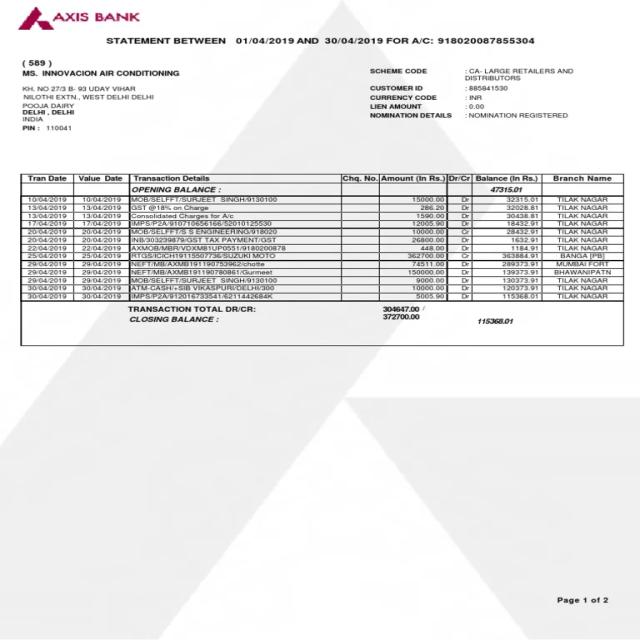 AXIS BANK
STATEMENT BETWEEN 01/04/2019 AND 30/04/2019 FOR A/C: 918020087855304
( 589 )
MS. INNOVACION AIR CONDITIONING
KH. NO 27/3 B- 93 UDAY VIHAR
NILOTHI EXTN., WEST DELHI DELHI
POOJA DAIRY
DELHI , DELHI
INDIA
PIN : 110041
SCHEME CODE : CA- LARGE RETAILERS AND DISTRIBUTORS
CUSTOMER ID : 885841530
CURRENCY CODE : INR
LIEN AMOUNT : 0.00
NOMINATION DETAILS : NOMINATION REGISTERED
Tran Date Value Date Transaction Details Chq. No. Amount (In Rs.) Dr/Cr Balance (In Rs.) Branch Name
OPENING BALANCE : 47315.01
10/04/2019 10/04/2019 MOB/SELFFT/SURJEET SINGH/9130100 15000.00 Dr 32315.01 TILAK NAGAR
13/04/2019 13/04/2019 GST @18% on Charge 286.20 Dr 32028.81 TILAK NAGAR
13/04/2019 13/04/2019 Consolidated Charges for A/c 1590.00 Dr 30438.81 TILAK NAGAR
17/04/2019 17/04/2019 IMPS/P2A/910710656166/52010125530 12005.90 Dr 18432.91 TILAK NAGAR
20/04/2019 20/04/2019 MOB/SELFFT/S S ENGINEERING/918020 10000.00 Cr 28432.91 TILAK NAGAR
20/04/2019 20/04/2019 INB/303239879/GST TAX PAYMENT/GST 26800.00 Dr 1632.91 TILAK NAGAR
22/04/2019 22/04/2019 AXMOB/MBR/VDXM81UP0551/9180200878 448.00 Dr 1184.91 TILAK NAGAR
25/04/2019 25/04/2019 RTGS/ICICH19115507736/SUZUKI MOTO 362700.00 Cr 363884.91 BANGA [PB]
29/04/2019 29/04/2019 NEFT/MB/AXMB191190753962/chotte 74511.00 Dr 289373.91 MUMBAI FORT
29/04/2019 29/04/2019 NEFT/MB/AXMB191190780861/Gurmeet 150000.00 Dr 139373.91 BHAWANIPATN
29/04/2019 29/04/2019 MOB/SELFFT/SURJEET SINGH/9130100 9000.00 Dr 130373.91 TILAK NAGAR
30/04/2019 30/04/2019 ATM-CASH/+SIB VIKASPURI/DELHI/300 10000.00 Dr 120373.91 TILAK NAGAR
30/04/2019 30/04/2019 IMPS/P2A/912016733541/6211442684K 5005.90 Dr 115368.01 TILAK NAGAR
TRANSACTION TOTAL DR/CR: 304647.00 / 372700.00
CLOSING BALANCE : 115368.01
Page 1 of 2